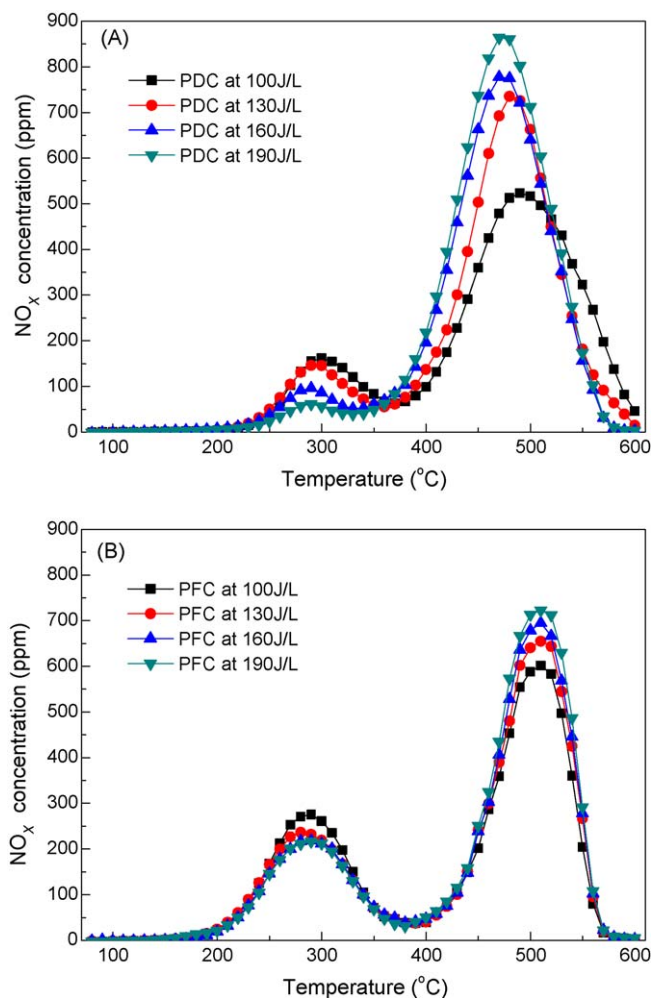 (A)
PDC at 100J/L
PDC at 130J/L
PDC at 160J/L
PDC at 190J/L
900
800
700
600
500
400
300
200
100
0
NOX concentration (ppm)
100 200 300 400 500 600
Temperature (°C)
(B)
PFC at 100J/L
PFC at 130J/L
PFC at 160J/L
PFC at 190J/L
900
800
700
600
500
400
300
200
100
0
NOX concentration (ppm)
100 200 300 400 500 600
Temperature (°C)